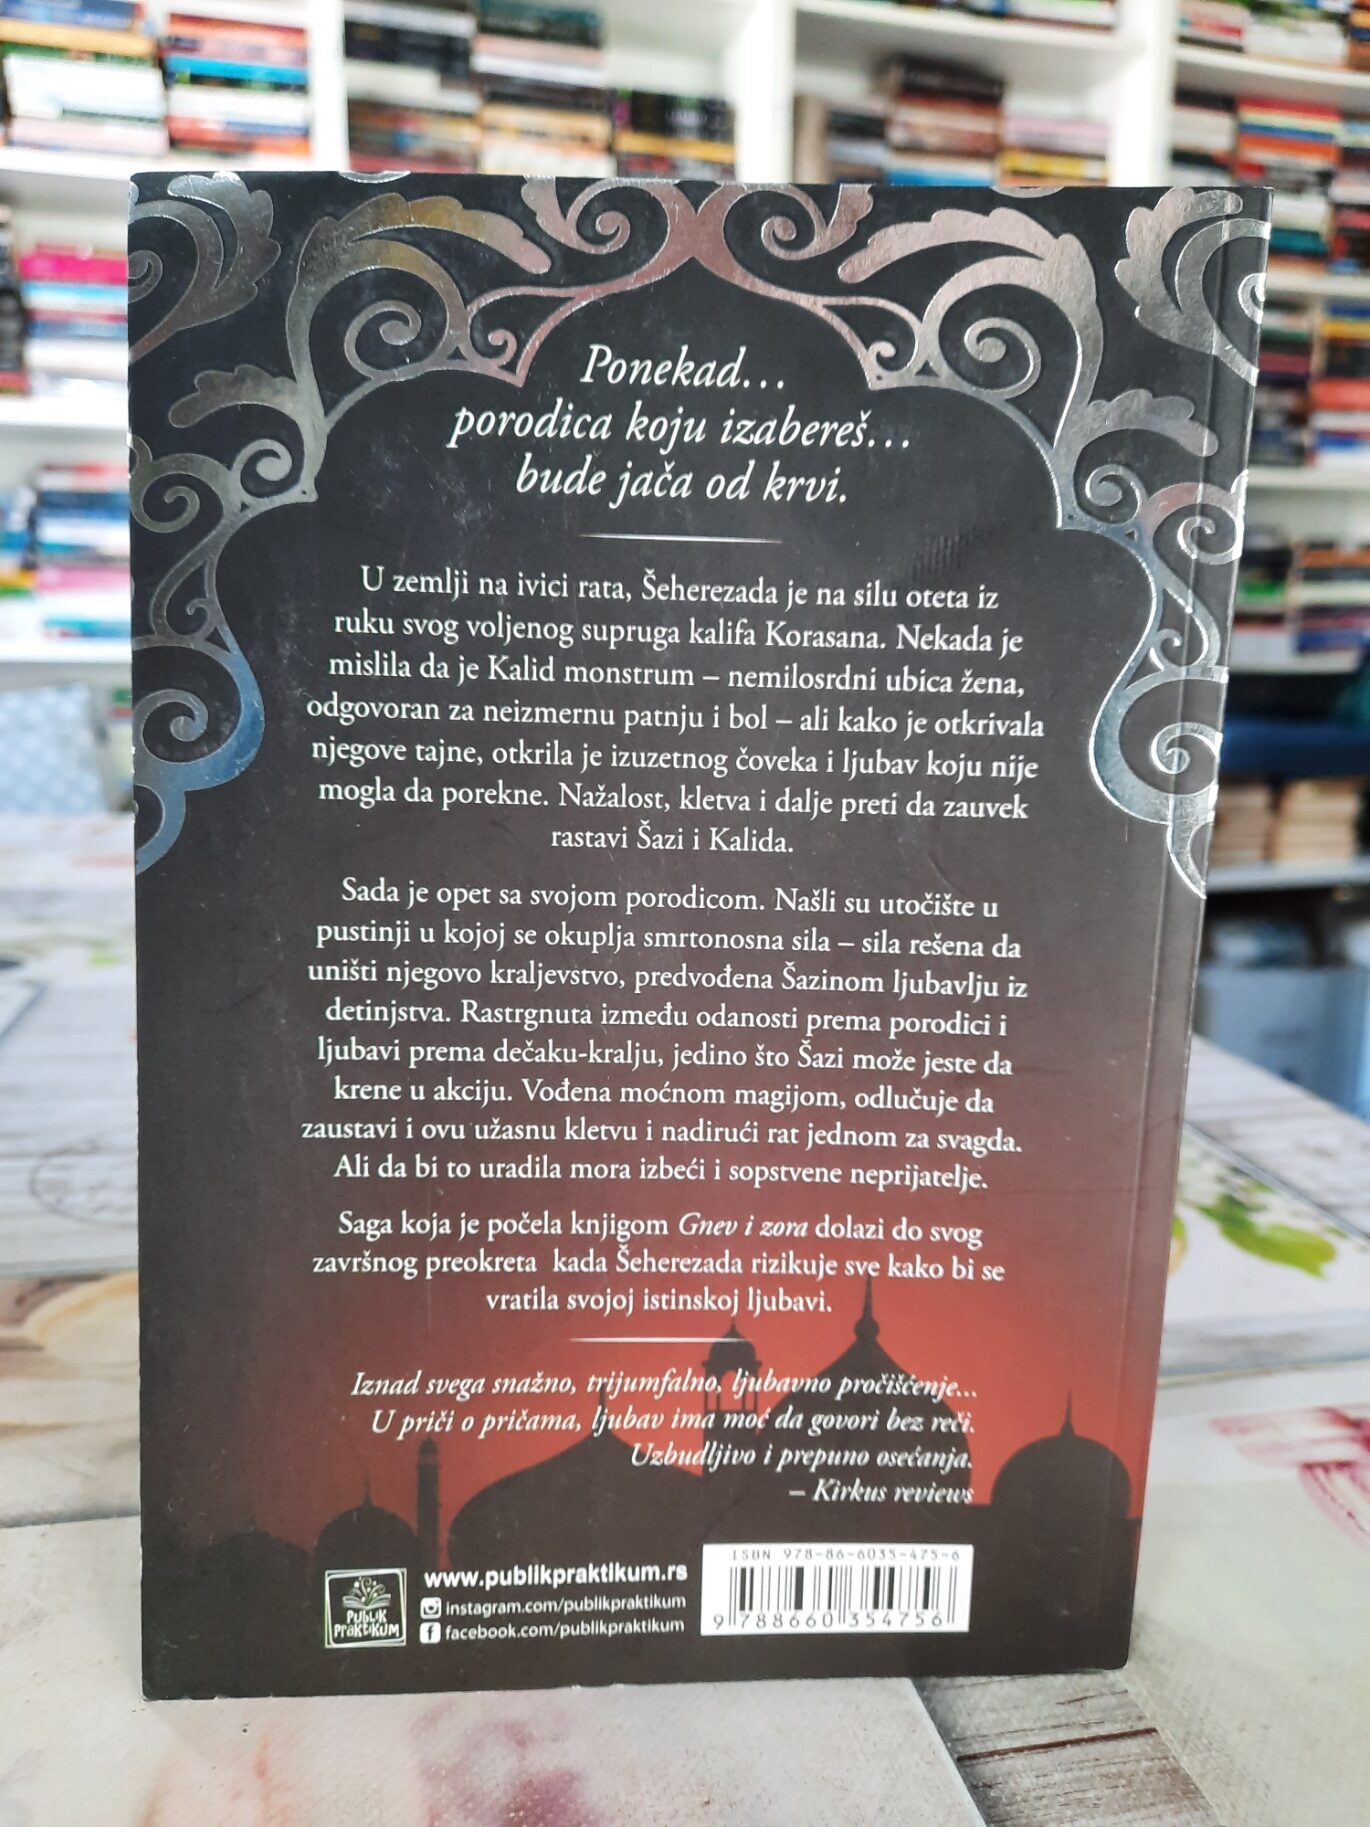 Ponekad...
porodica koju izabereš...
bude jača od krvi.
U zemlji na ivici rata, Šeherezada je na silu oteta iz
ruku svog voljenog supruga kalifa Korasana. Nekada je
mislila da je Kalid monstrum – nemilosrdni ubica žena,
odgovoran za neizmernu patnju i bol – ali kako je otkrivala
njegove tajne, otkrila je izuzetnog čoveka i ljubav koju nije
mogla da porekne. Nažalost, kletva i dalje preti da zauvek
rastavi Šazi i Kalida.
Sada je opet sa svojom porodicom. Našli su utočište u
pustinji u kojoj se okuplja smrtonosna sila – sila rešena da
uništi njegovo kraljevstvo, predvođena Šazinom ljubavlju iz
detinjstva. Rastrgnuta između odanosti prema porodici i
ljubavi prema dečaku-kralju, jedino što Šazi može jeste da
krene u akciju. Vođena moćnom magijom, odlučuje da
zaustavi i ovu užasnu kletvu i nadirući rat jednom za svagda.
Ali da bi to uradila mora izbeći i sopstvene neprijatelje.
Saga koja je počela knjigom Gnev i zora dolazi do svog
završnog preokreta kada Šeherezada rizikuje sve kako bi se
vratila svojoj istinskoj ljubavi.
Iznad svega snažno, trijumfalno, ljubavno pročišćenje...
U priči o pričama, ljubav ima moć da govori bez reči.
Uzbudljivo i prepuno osećanja.
– Kirkus reviews
PUBLIK
PRAKTIKUM
www.publikpraktikum.rs
instagram.com/publikpraktikum
facebook.com/publikpraktikum
ISBN 978-86-6035-475-6
9 788660 354756